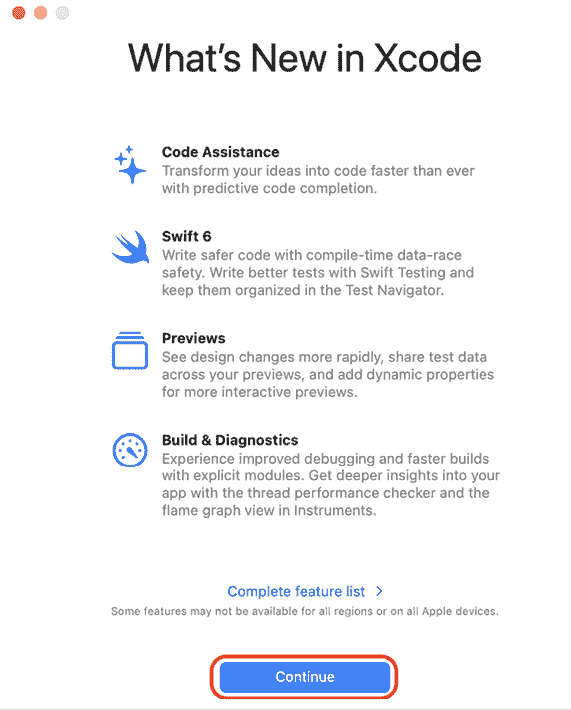 What's New in Xcode
Code Assistance
Transform your ideas into code faster than ever
with predictive code completion.
Swift 6
Write safer code with compile-time data-race
safety. Write better tests with Swift Testing and
keep them organized in the Test Navigator.
Previews
See design changes more rapidly, share test data
across your previews, and add dynamic properties
for more interactive previews.
Build & Diagnostics
Experience improved debugging and faster builds
with explicit modules. Get deeper insights into your
app with the thread performance checker and the
flame graph view in Instruments.
Complete feature list >
Some features may not be available for all regions or on all Apple devices.
Continue